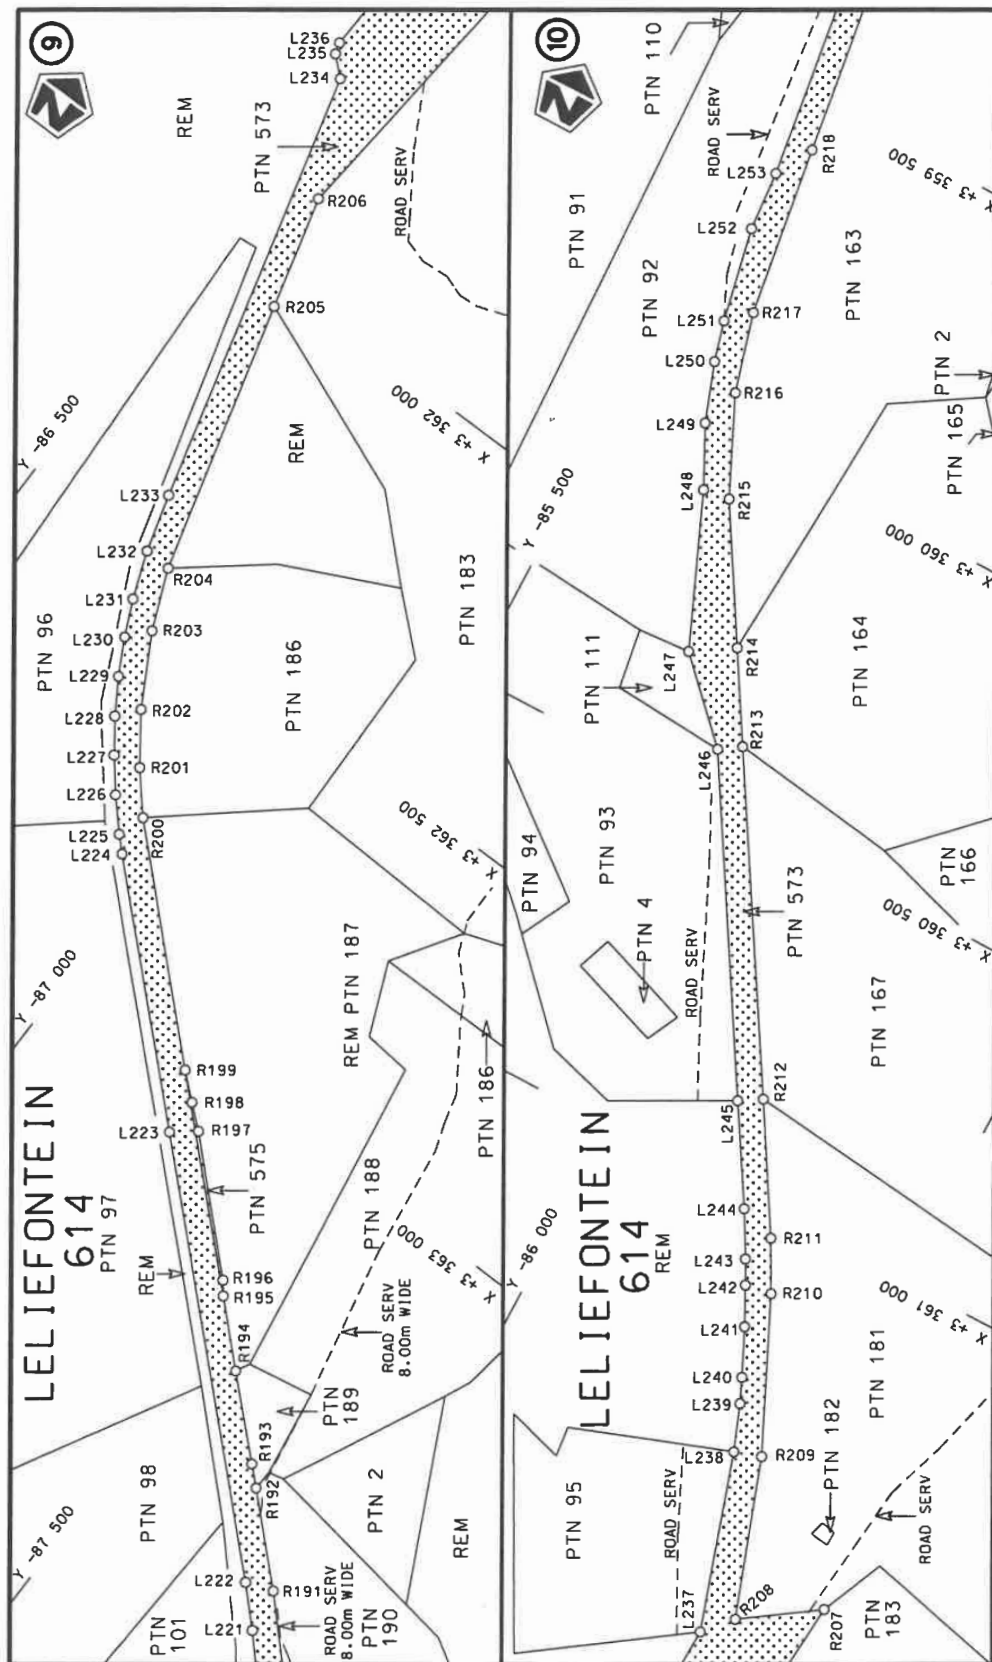 9
L236
L235
L234
REM
PTN 573
R206
ROAD SERV
R205
Y -86 500
X +3 362 000
REM
L233
L232
R204
L231
R203
L230
PTN 96
PTN 183
L229
PTN 186
R202
L228
L227
R201
L226
R200
L225
L224
X +3 362 500
Y -87 000
REM PTN 187
R199
R198
R197
L223
PTN 186
LELIEFONTEIN
614
PTN 97
PTN 575
PTN 188
REM
R196
R195
X +3 363 000
ROAD SERV
8.00m WIDE
R194
PTN
189
R193
R192
PTN 98
PTN 2
REM
Y -87 500
L222
R191
L221
PTN
101
ROAD SERV
8.00m WIDE
PTN
190
10
PTN 110
ROAD SERV
L253
R218
X +3 359 500
PTN 91
L252
PTN 163
PTN 92
L251
R217
L250
R216
PTN 2
L249
PTN 165
L248
R215
Y -85 500
X +3 360 000
L247
R214
PTN 164
PTN 111
R213
L246
PTN 93
PTN 94
PTN
166
PTN 573
PTN 4
X +3 360 500
ROAD SERV
PTN 167
R212
L245
LELIEFONTEIN
614
REM
L244
R211
Y -86 000
L243
L242
R210
X +3 361 000
L241
L240
L239
PTN 181
L238
R209
PTN 182
PTN 95
ROAD SERV
ROAD SERV
L237
R208
R207
PTN
183